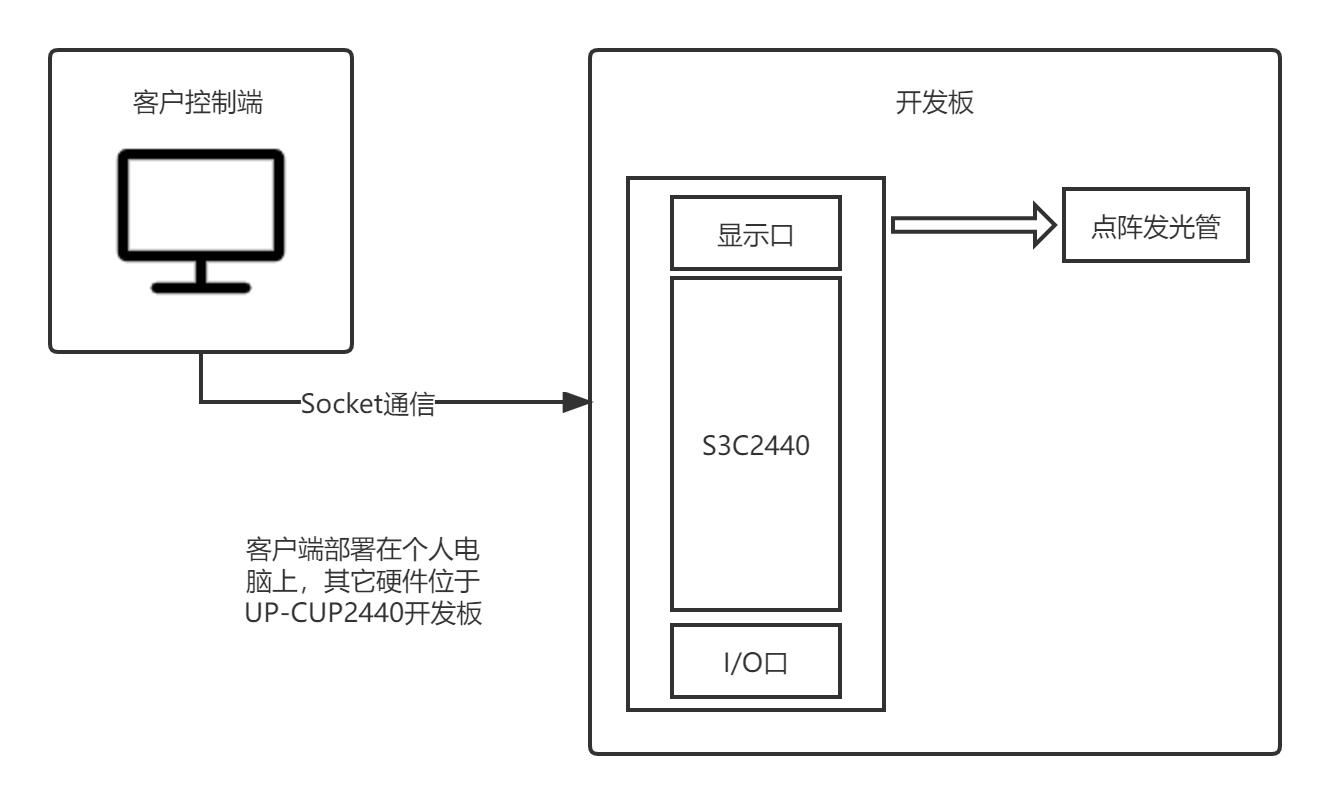 客户控制端
开发板
显示口
点阵发光管
Socket通信
S3C2440
客户端部署在个人电
脑上，其它硬件位于
UP-CUP2440开发板
I/O口